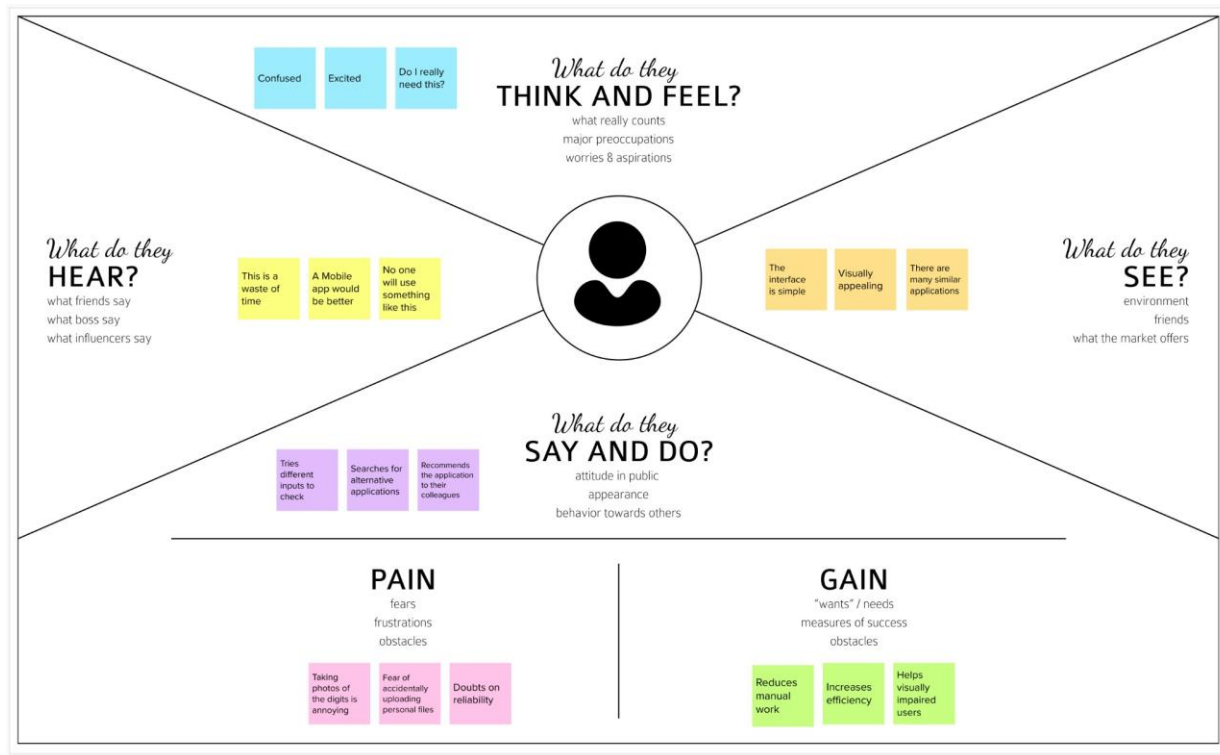 What do they
THINK AND FEEL?
what really counts
major preoccupations
worries & aspirations
Confused
Excited
Do I really
need this?
What do they
HEAR?
what friends say
what boss say
what influencers say
This is a
waste of
time
A Mobile
app would
be better
No one
will use
something
like this
What do they
SEE?
environment
friends
what the market offers
The
interface
is simple
Visually
appealing
There are
many similar
applications
What do they
SAY AND DO?
attitude in public
appearance
behavior towards others
Tries
different
inputs to
check
Searches for
alternative
applications
Recommends
the application
to their
colleagues
PAIN
fears
frustrations
obstacles
Taking
photos of
the digits is
annoying
Fear of
accidentally
uploading
personal files
Doubts on
reliability
GAIN
“wants” / needs
measures of success
obstacles
Reduces
manual
work
Increases
efficiency
Helps
visually
impaired
users